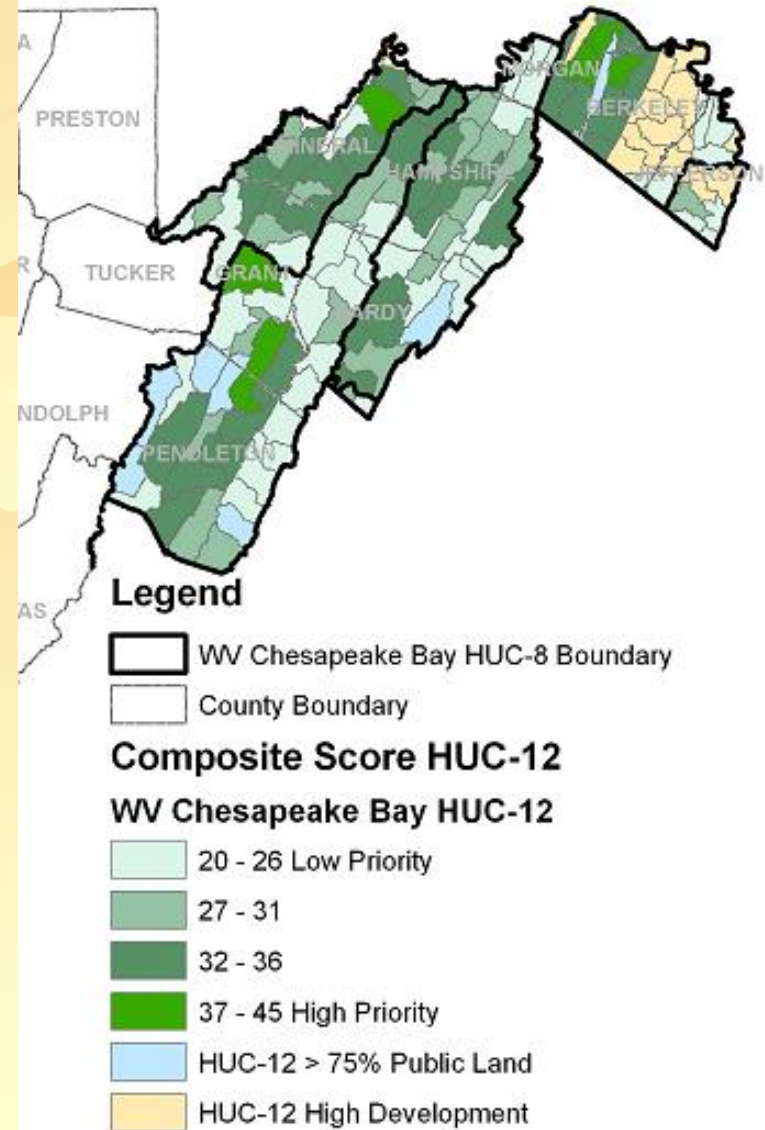 A
PRESTON
MORGAN
BERKELEY
MINERAL
HAMPSHIRE
JEFFERSON
R
TUCKER
GRANT
HARDY
NDOLPH
PENDLETON
AS
Legend
WV Chesapeake Bay HUC-8 Boundary
County Boundary
Composite Score HUC-12
WV Chesapeake Bay HUC-12
20 - 26 Low Priority
27 - 31
32 - 36
37 - 45 High Priority
HUC-12 > 75% Public Land
HUC-12 High Development